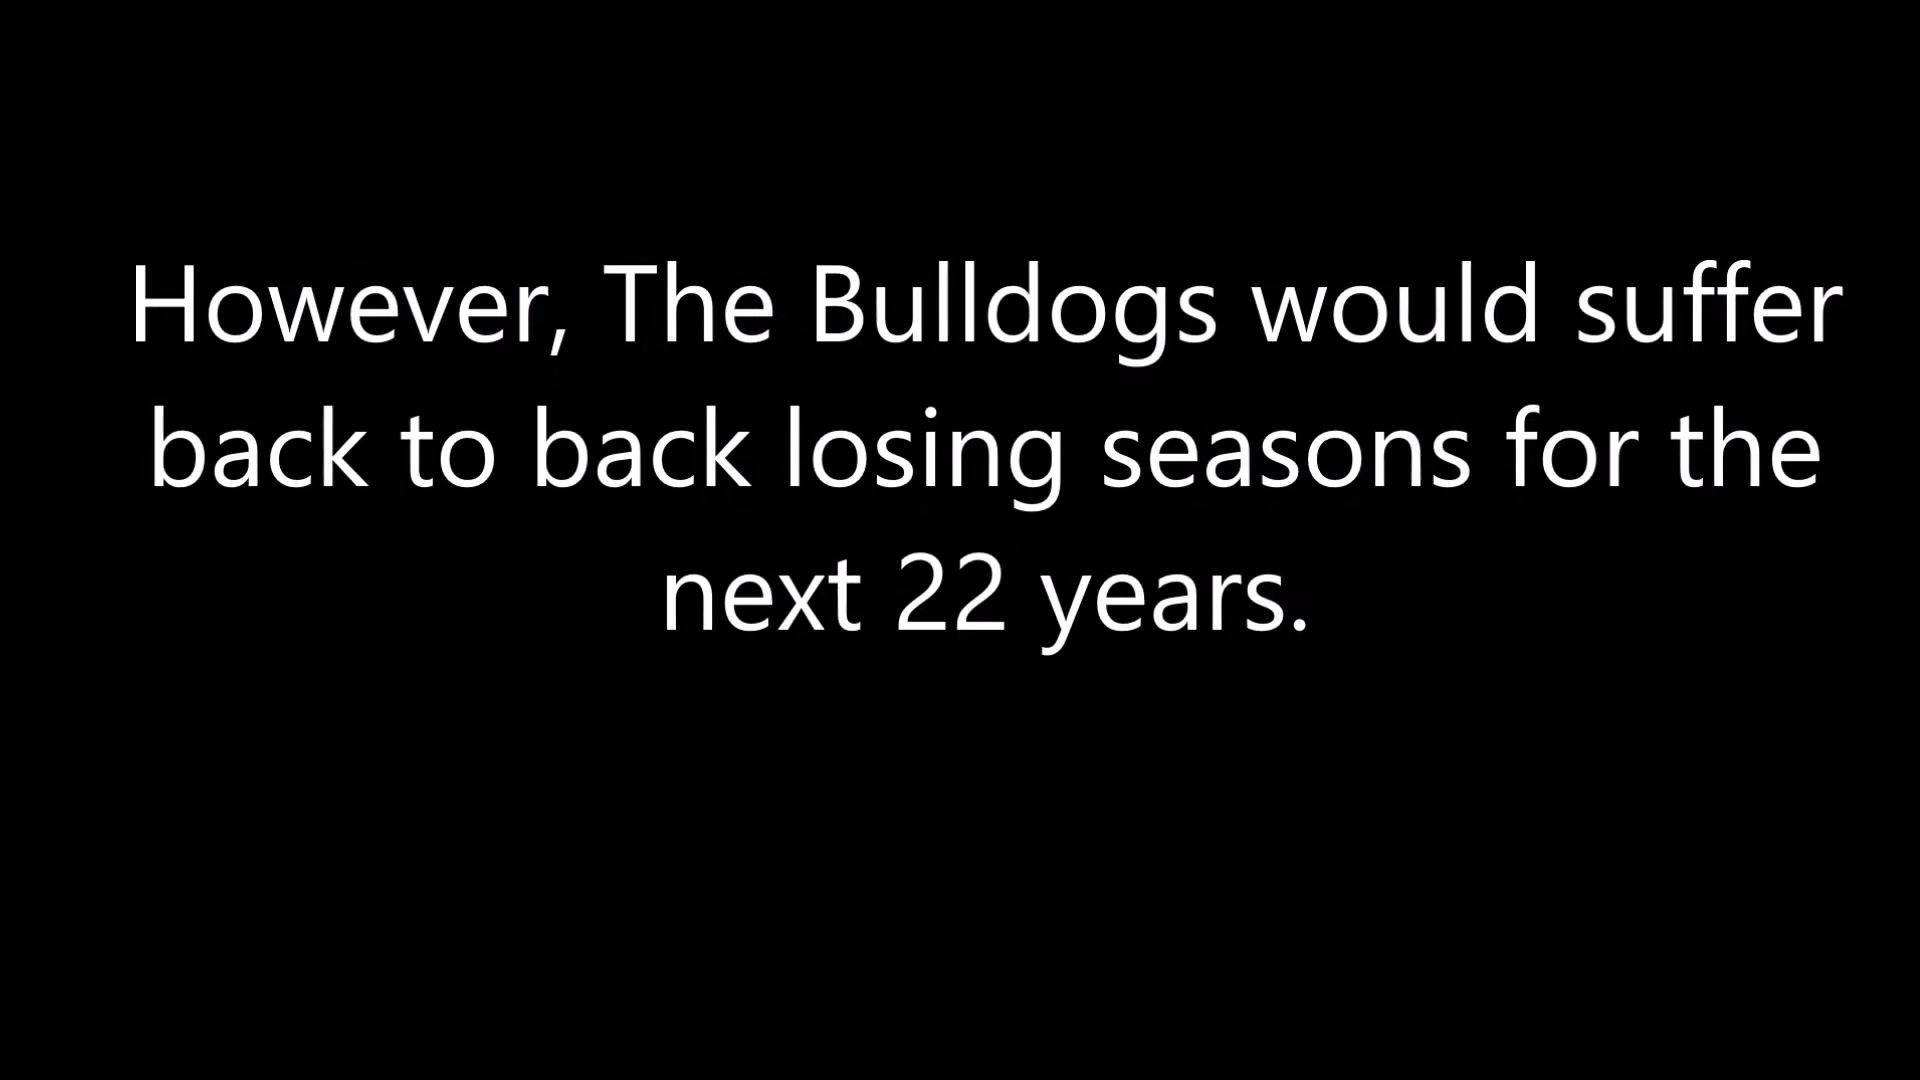 However, The Bulldogs would suffer
back to back losing seasons for the
next 22 years.